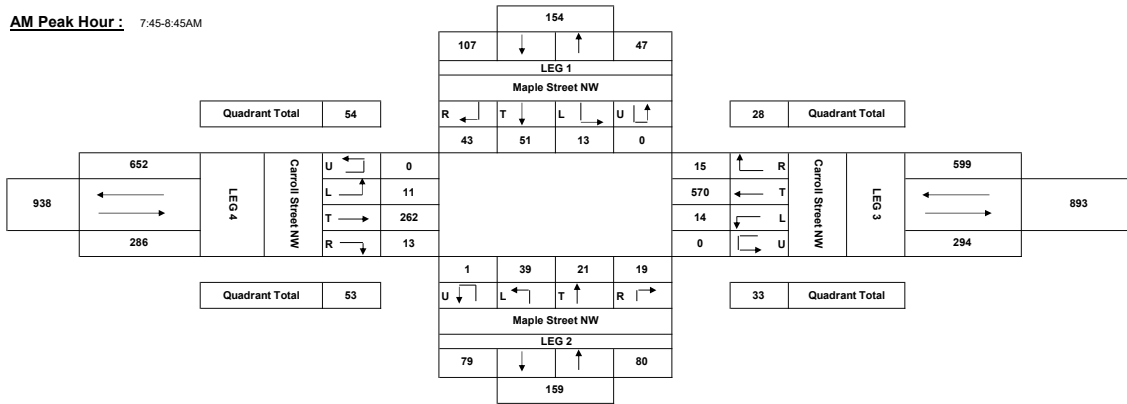 154
AM Peak Hour : 7:45-8:45AM
107 47
LEG 1
Maple Street NW
Quadrant Total 54
R T L U
28 Quadrant Total
43 51 13 0
652 U 0 15 R 599
938 LEG 4 Carroll Street NW L 11 570 T Carroll Street NW LEG 3 893
T 262 14 L
286 R 13 0 U 294
1 39 21 19
Quadrant Total 53
U L T R
33 Quadrant Total
Maple Street NW
LEG 2
79 80
159